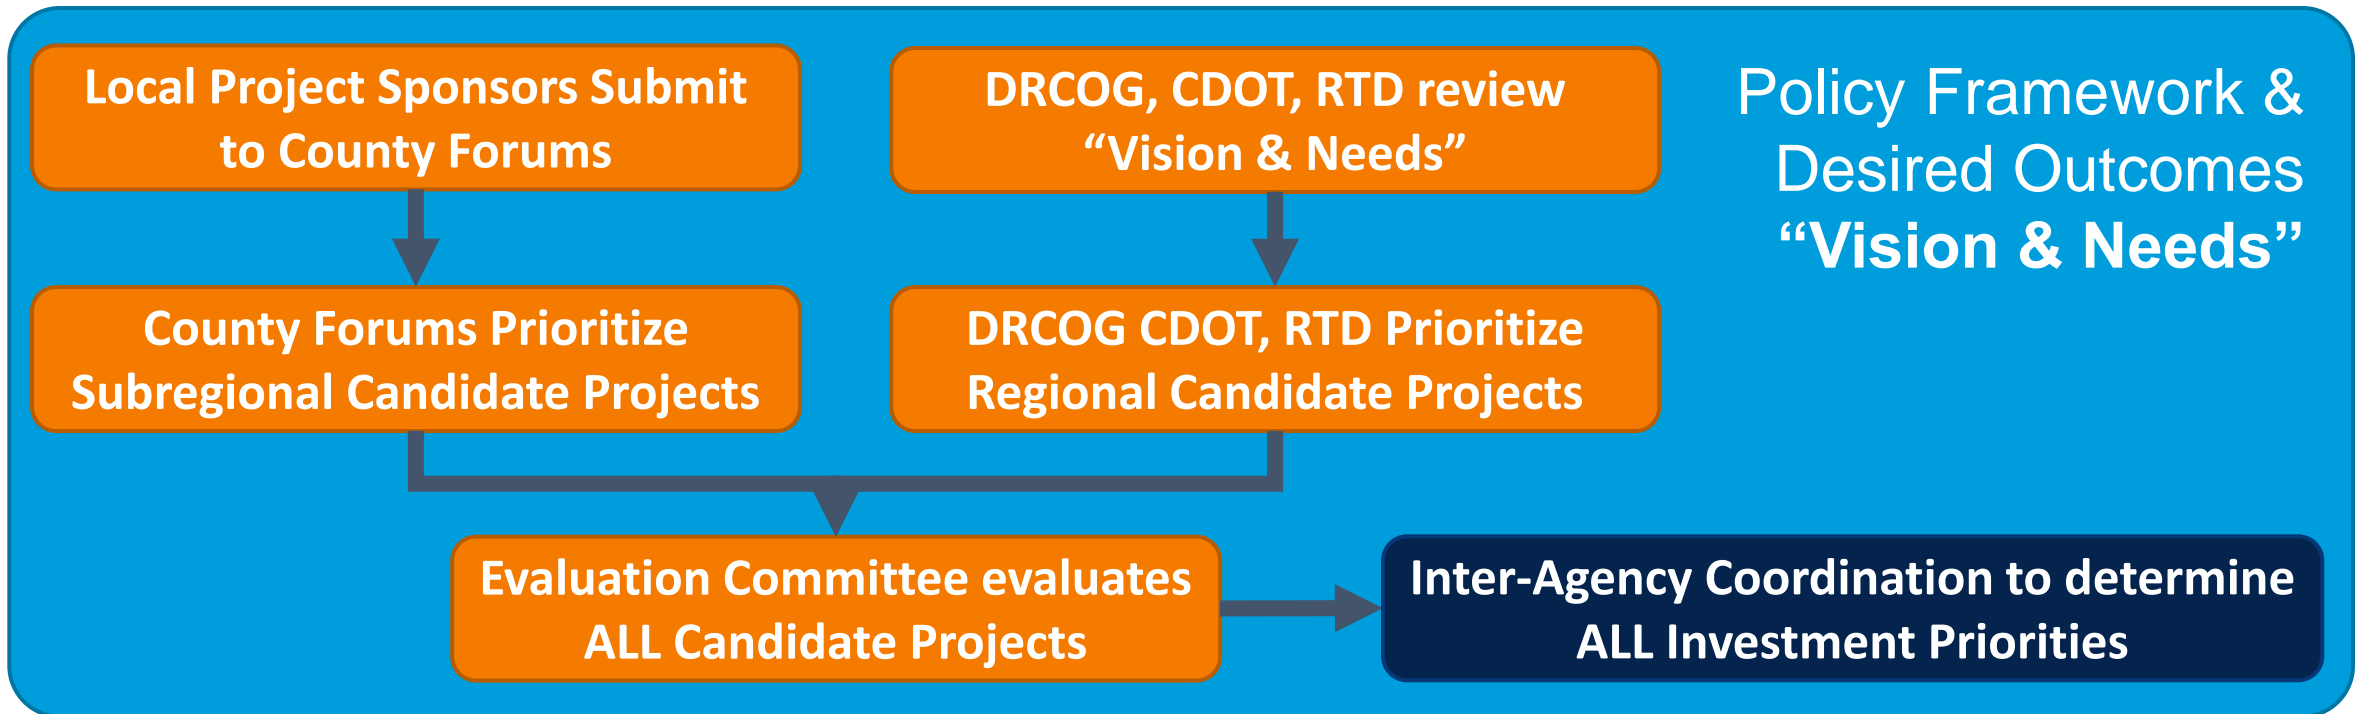 Local Project Sponsors Submit
to County Forums
DRCOG, CDOT, RTD review
“Vision & Needs”
Policy Framework &
Desired Outcomes
“Vision & Needs”
County Forums Prioritize
Subregional Candidate Projects
DRCOG CDOT, RTD Prioritize
Regional Candidate Projects
Evaluation Committee evaluates
ALL Candidate Projects
Inter-Agency Coordination to determine
ALL Investment Priorities